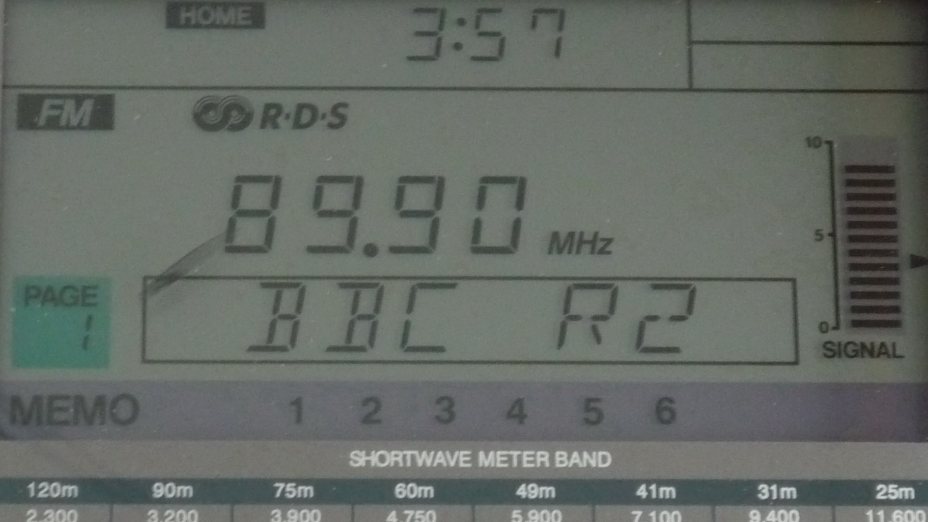 HOME 3:57
FM R·D·S
10
89.90 MHz
5
PAGE
1
BBC R2
0
SIGNAL
MEMO 1 2 3 4 5 6
SHORTWAVE METER BAND
120m 90m 75m 60m 49m 41m 31m 25m
2.300 3.200 3.900 4.750 5.900 7.100 9.400 11.600